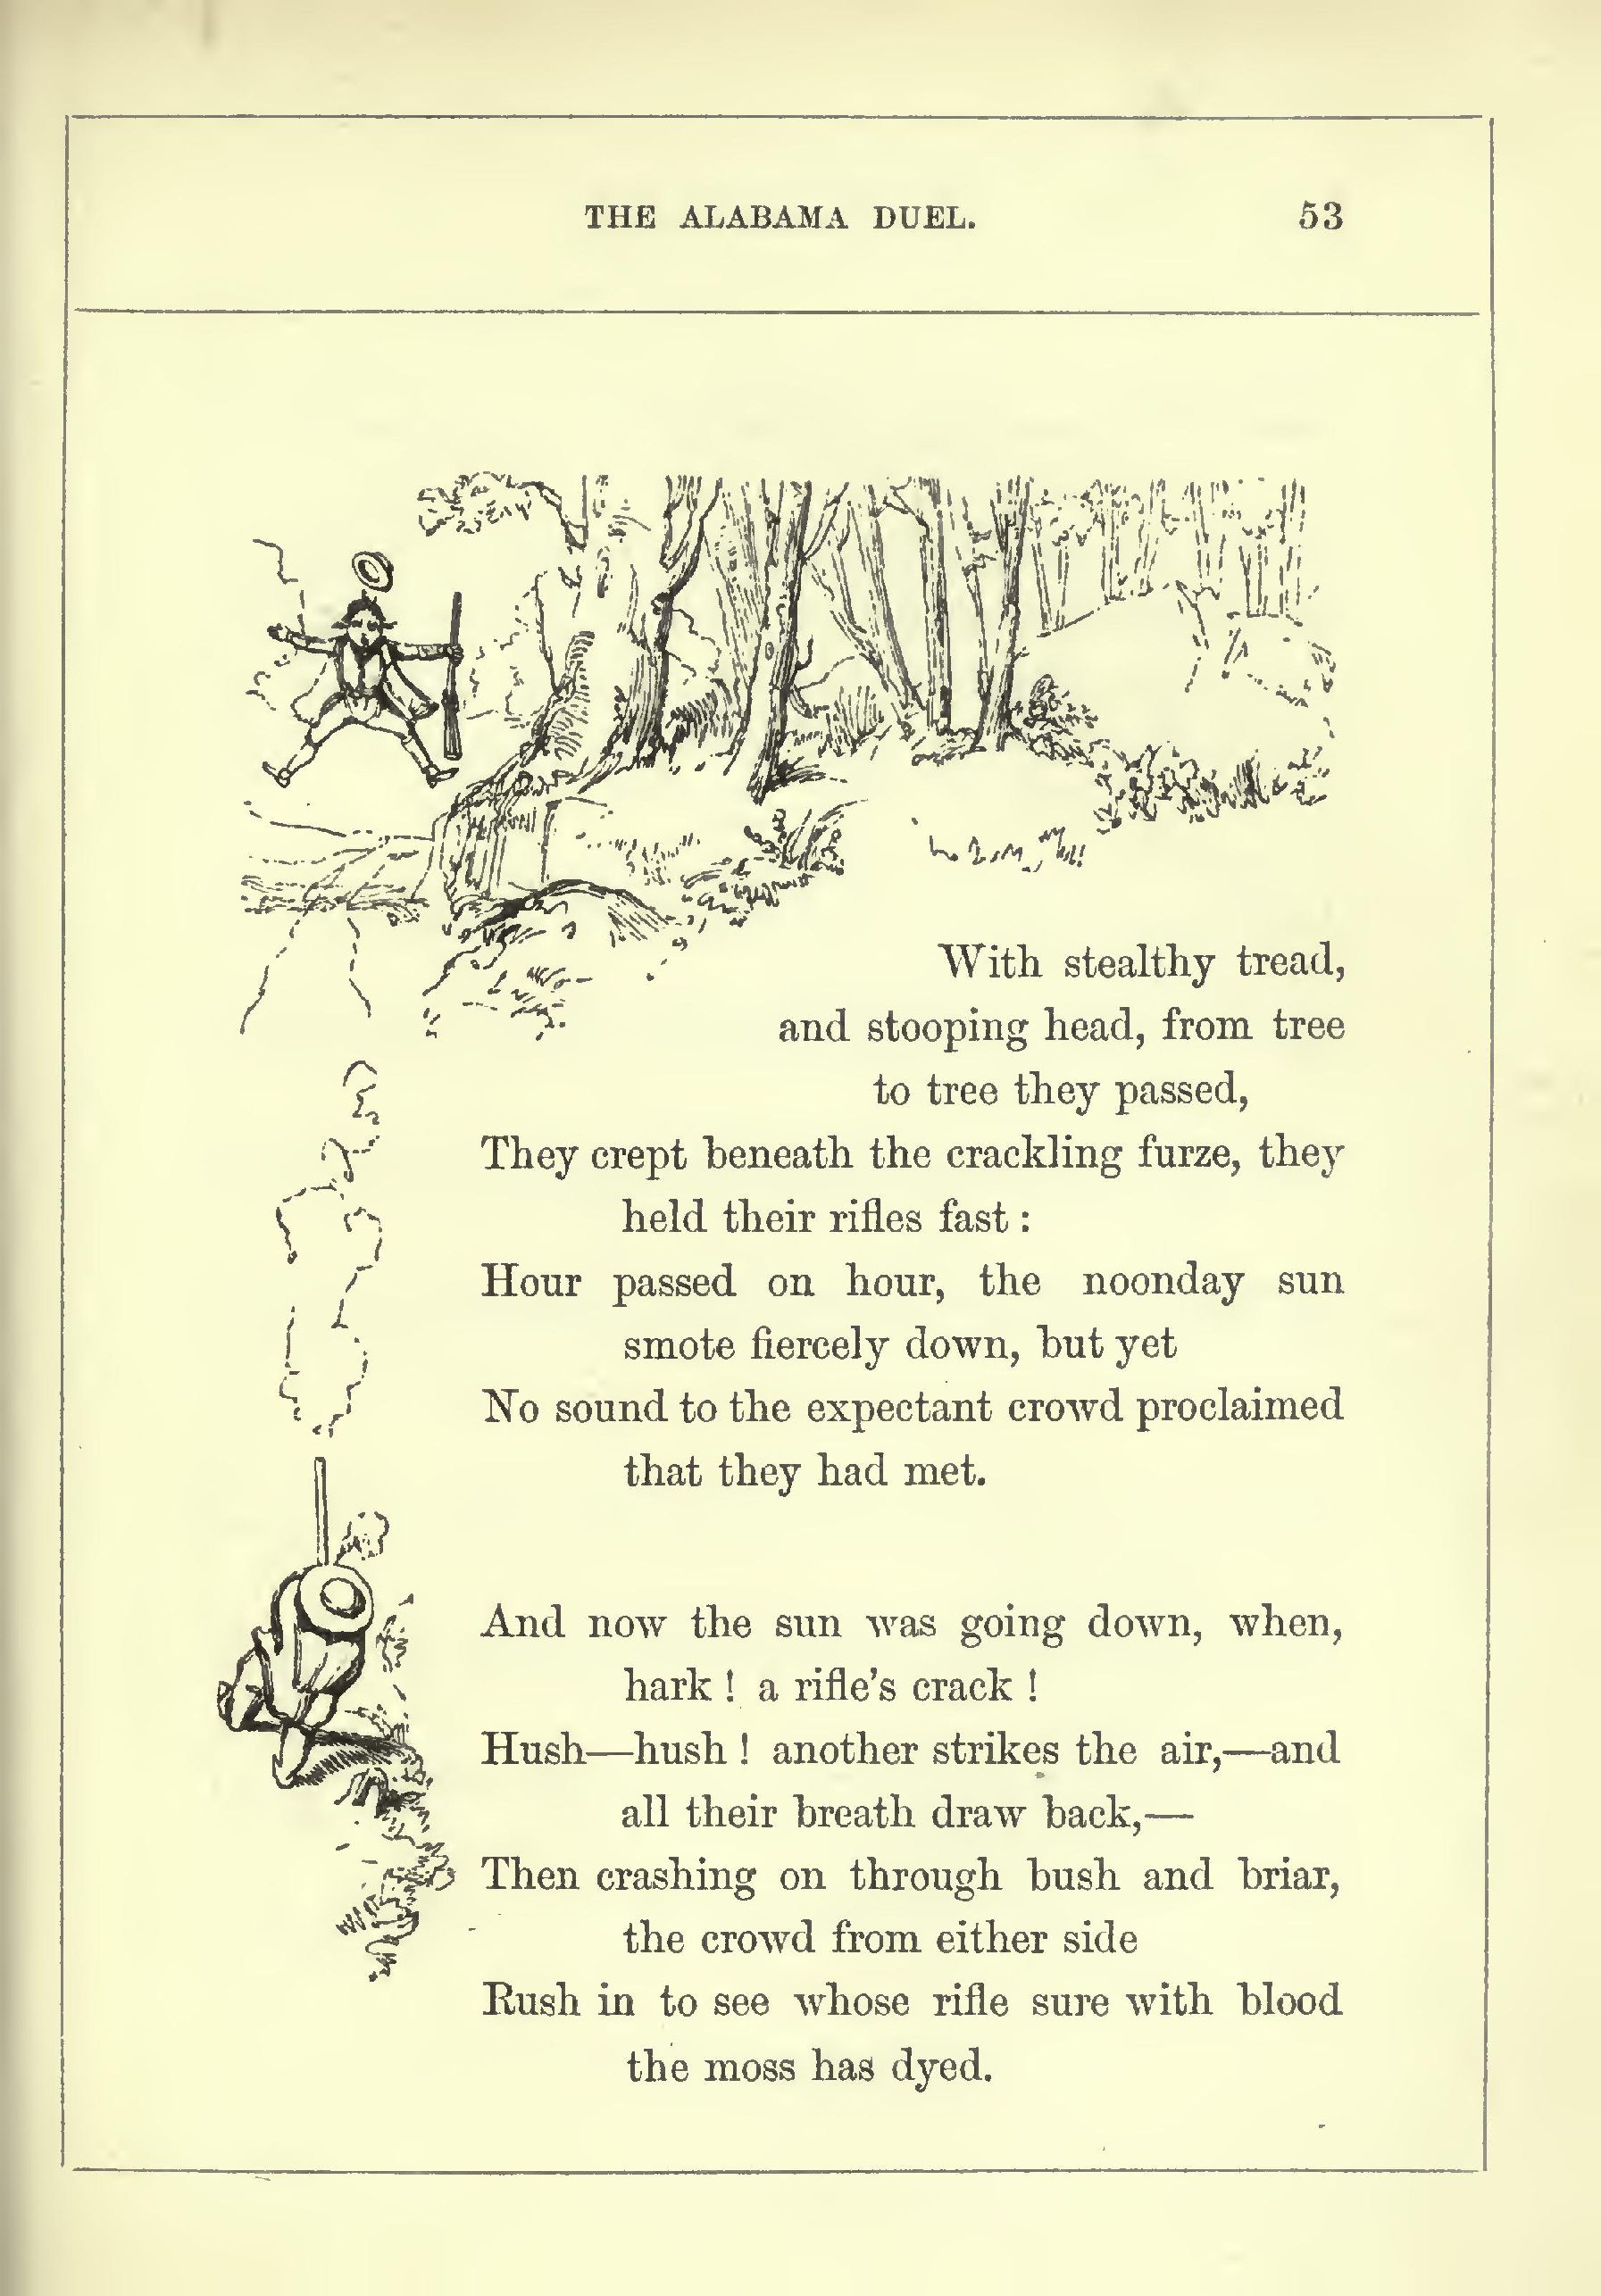 THE ALABAMA DUEL. 53
With stealthy tread,
and stooping head, from tree
to tree they passed,
They crept beneath the crackling furze, they
held their rifles fast :
Hour passed on hour, the noonday sun
smote fiercely down, but yet
No sound to the expectant crowd proclaimed
that they had met.
And now the sun was going down, when,
hark ! a rifle's crack !
Hush—hush ! another strikes the air,—and
all their breath draw back,—
Then crashing on through bush and briar,
the crowd from either side
Rush in to see whose rifle sure with blood
the moss has dyed.